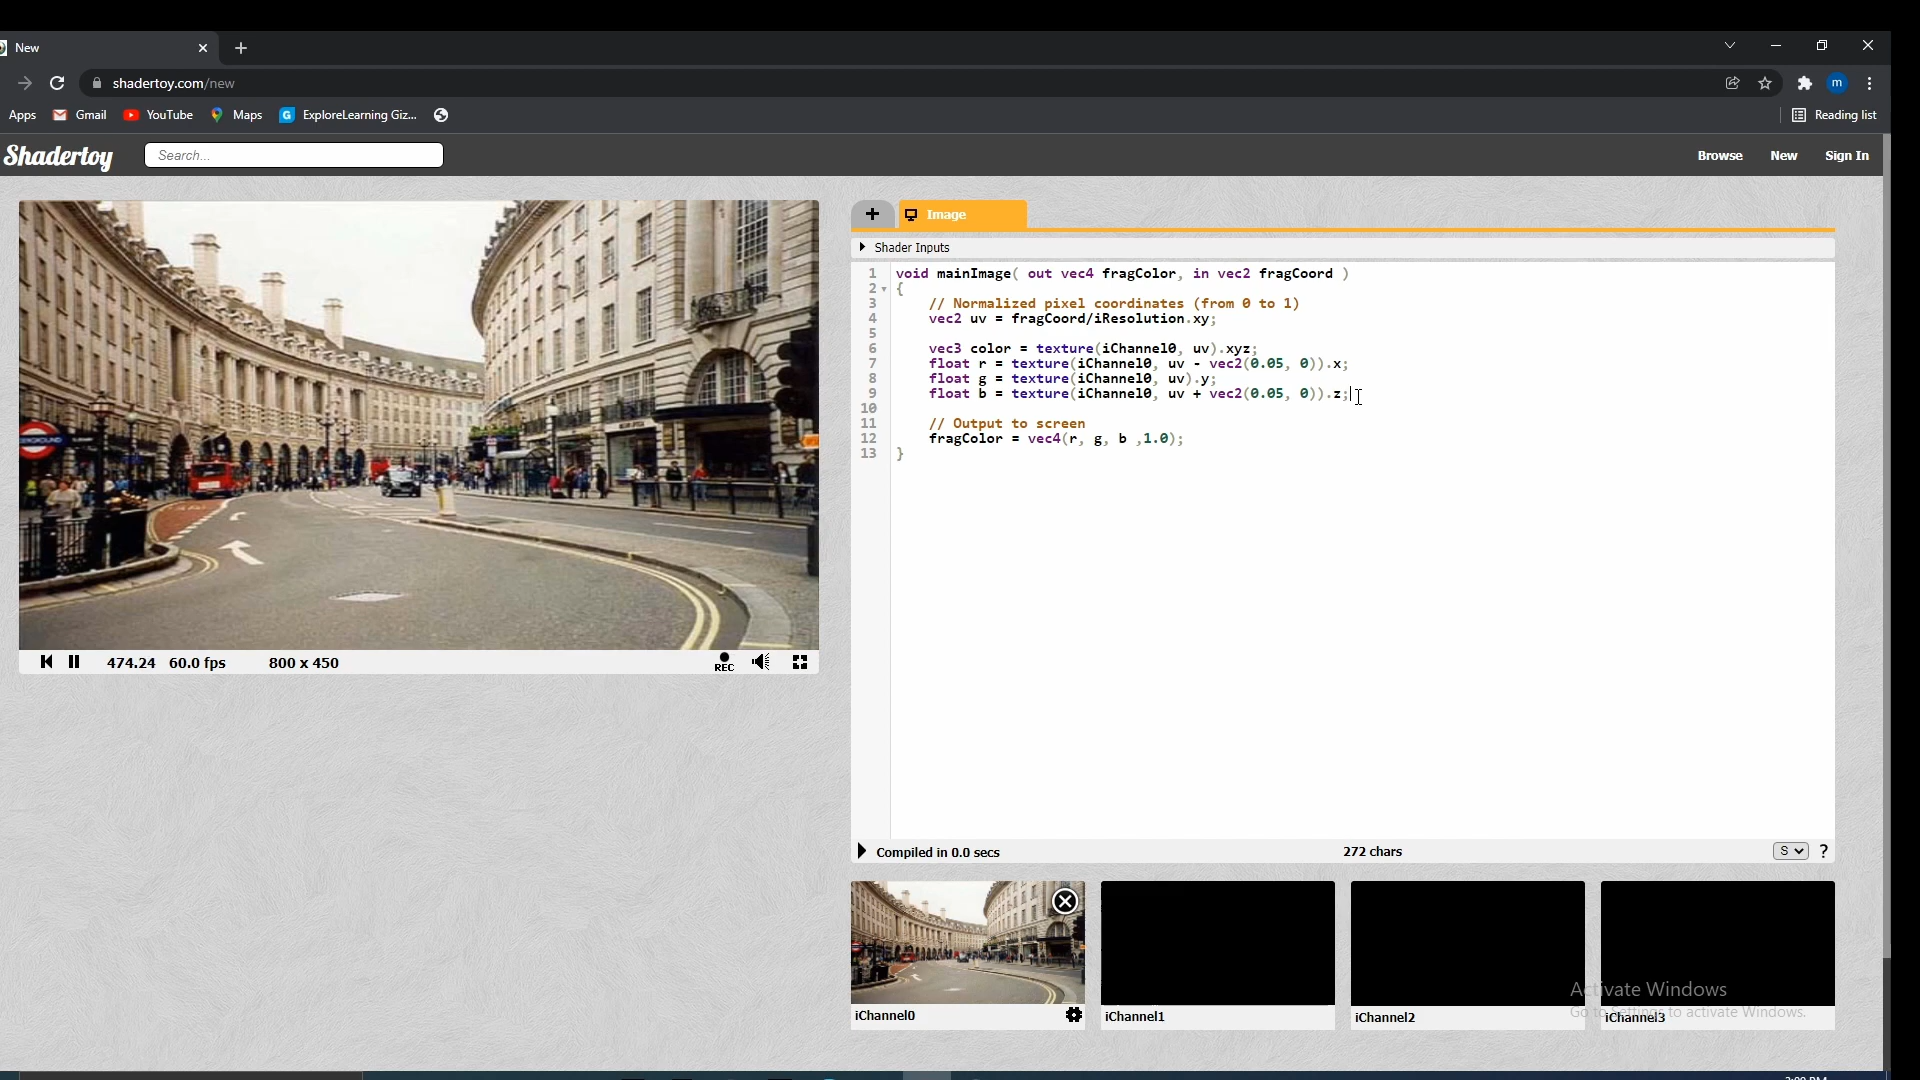 New
shadertoy.com/new
m
Apps
Gmail
YouTube
Maps
ExploreLearning Giz...
Reading list
Shadertoy
Search...
Browse
New
Sign In
UNDERGROUND
474.24
60.0 fps
800 x 450
REC
Image
Shader Inputs
1 void mainImage( out vec4 fragColor, in vec2 fragCoord )
2 {
3 // Normalized pixel coordinates (from 0 to 1)
4 vec2 uv = fragCoord/iResolution.xy;
5
6 vec3 color = texture(iChannel0, uv).xyz;
7 float r = texture(iChannel0, uv - vec2(0.05, 0)).x;
8 float g = texture(iChannel0, uv).y;
9 float b = texture(iChannel0, uv + vec2(0.05, 0)).z;
10
11 // Output to screen
12 fragColor = vec4(r, g, b ,1.0);
13 }
Compiled in 0.0 secs
272 chars
S
?
iChannel0
iChannel1
iChannel2
iChannel3
Activate Windows
Go to Settings to activate Windows.